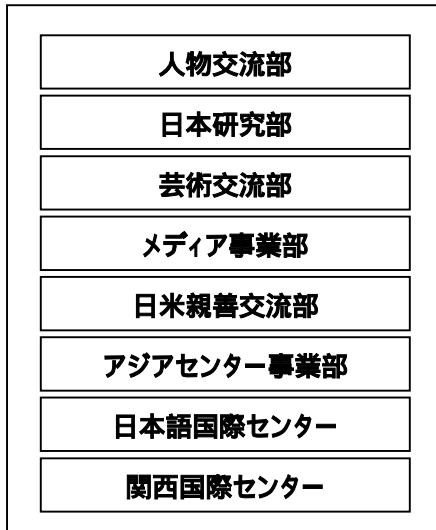 人物交流部
日本研究部
芸術交流部
メディア事業部
日米親善交流部
アジアセンター事業部
日本語国際センター
関西国際センター